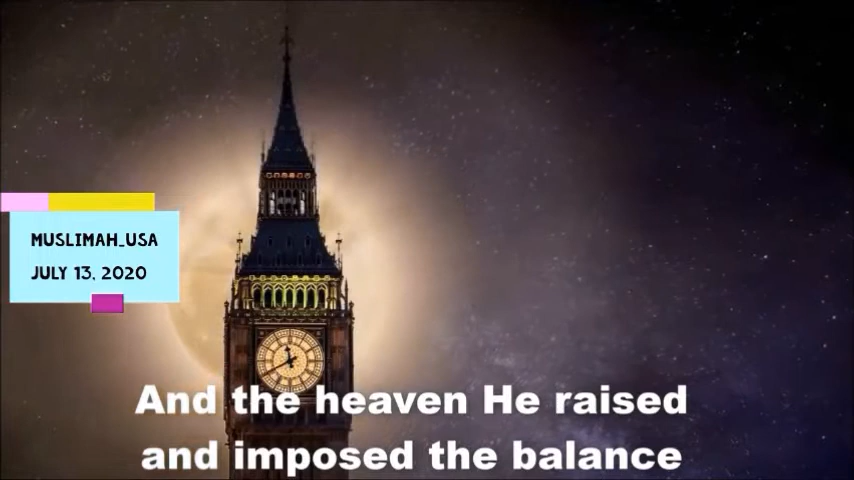 MUSLIMAH_USA
JULY 13, 2020
And the heaven He raised
and imposed the balance